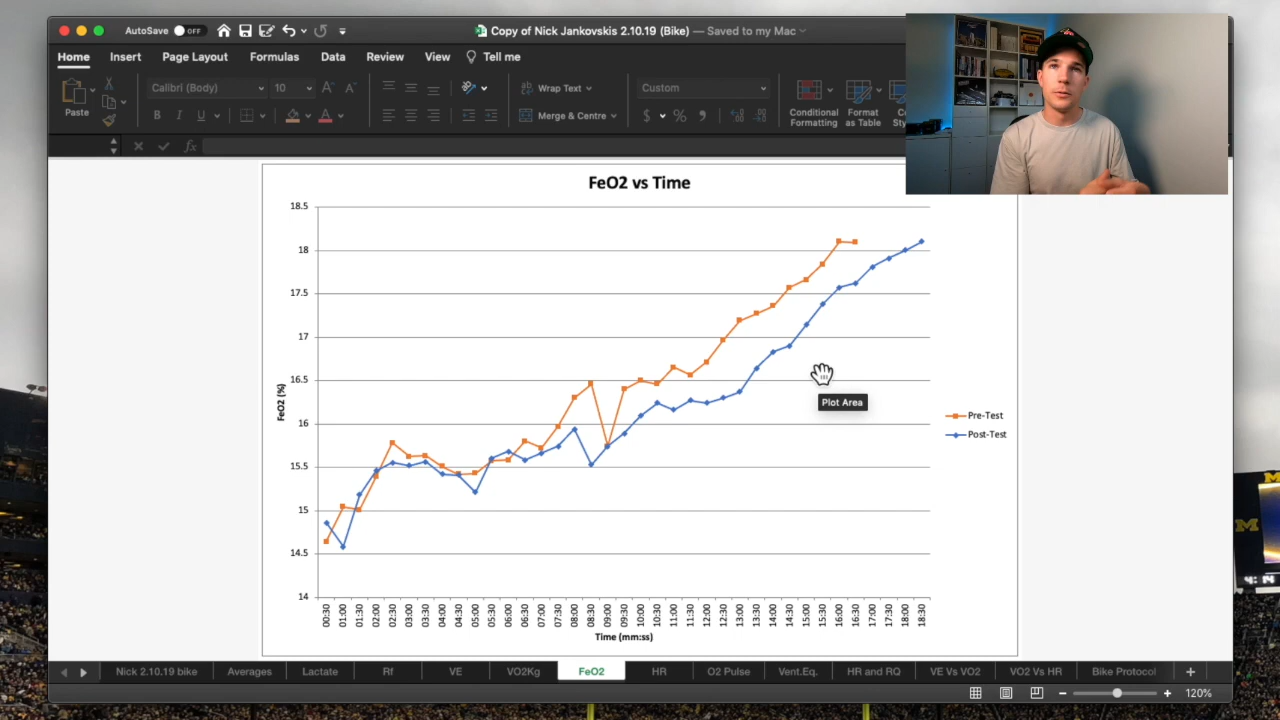 AutoSave OFF
Copy of Nick Jankovskis 2.10.19 (Bike) — Saved to my Mac
Home Insert Page Layout Formulas Data Review View Tell me
Paste
Calibri (Body) 10
Wrap Text
Merge & Centre
Custom
Conditional Formatting
Format as Table
fx
FeO2 vs Time
18.5
18
17.5
17
16.5
16
15.5
15
14.5
14
FeO2 (%)
Plot Area
Pre-Test
Post-Test
00:30 01:00 01:30 02:00 02:30 03:00 03:30 04:00 04:30 05:00 05:30 06:00 06:30 07:00 07:30 08:00 08:30 09:00 09:30 10:00 10:30 11:00 11:30 12:00 12:30 13:00 13:30 14:00 14:30 15:00 15:30 16:00 16:30 17:00 17:30 18:00 18:30
Time (mm:ss)
Nick 2.10.19 bike Averages Lactate Rf VE VO2Kg FeO2 HR O2 Pulse Vent.Eq. HR and RQ VE Vs VO2 VO2 Vs HR Bike Protocol
120%